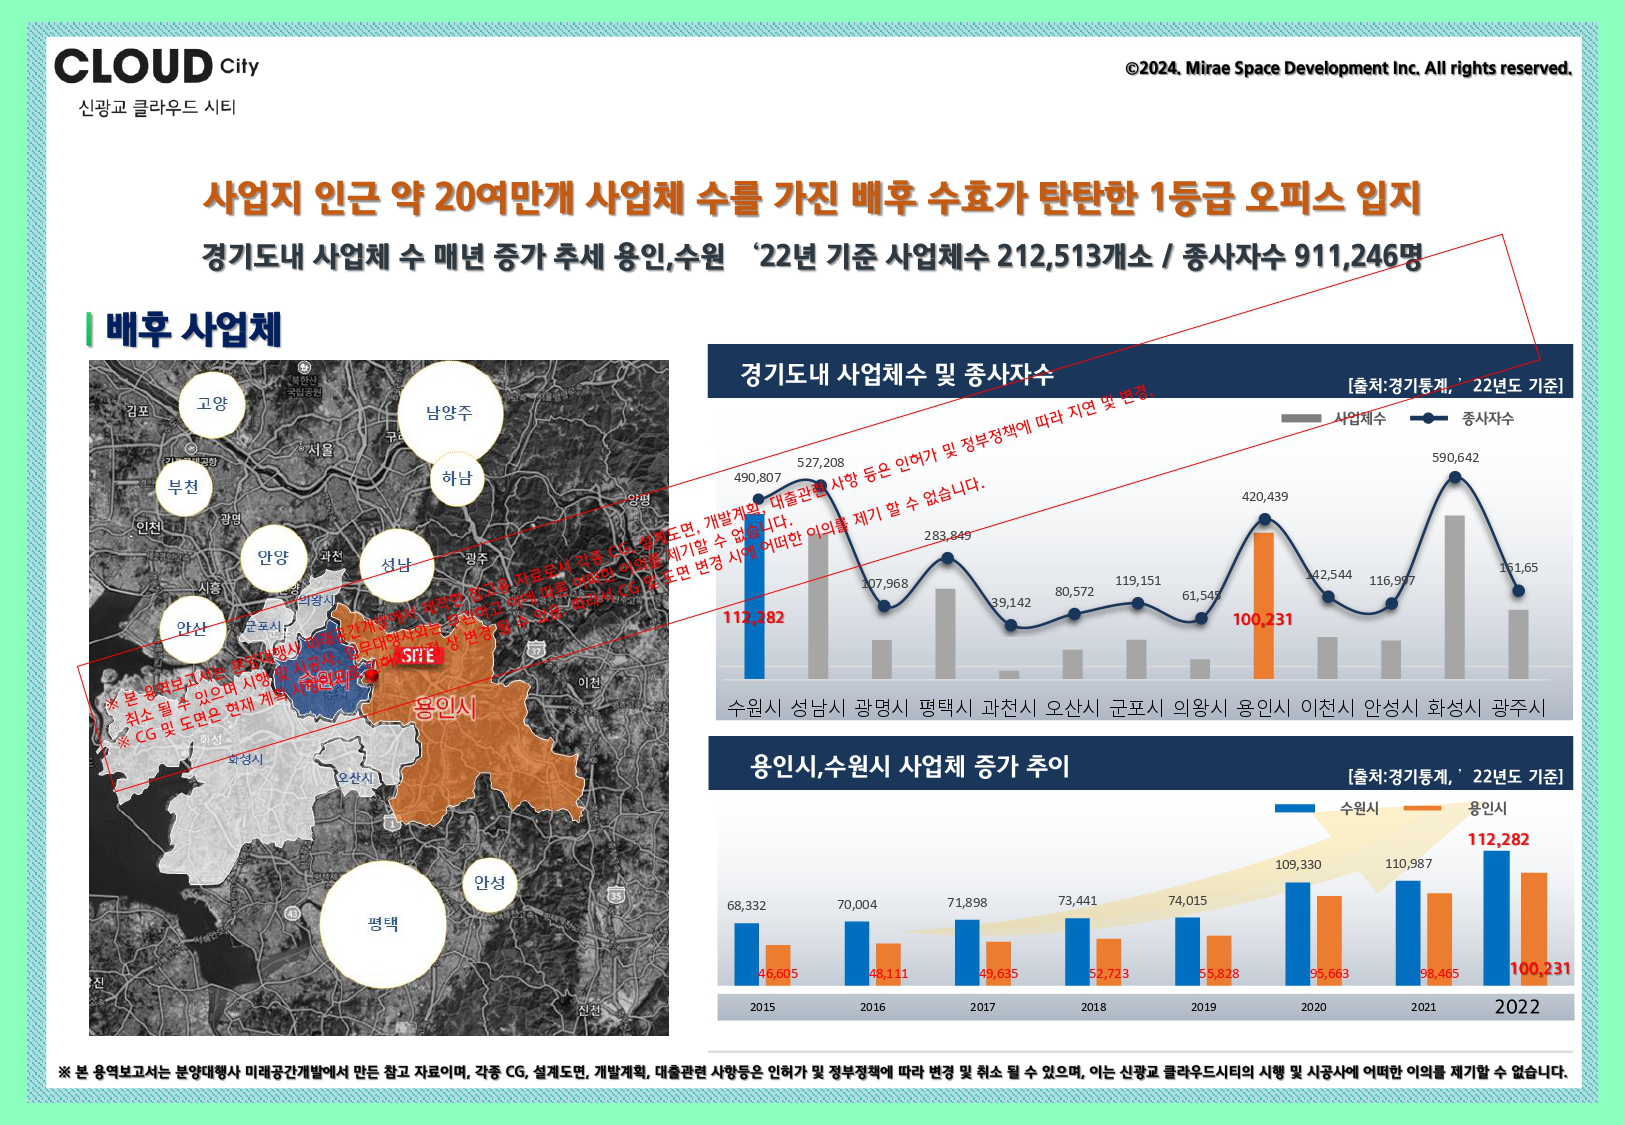 CLOUD City
신광교 클라우드 시티
©2024. Mirae Space Development Inc. All rights reserved.
사업지 인근 약 20여만개 사업체 수를 가진 배후 수효가 탄탄한 1등급 오피스 입지
경기도내 사업체 수 매년 증가 추세 용인,수원 ‘22년 기준 사업체수 212,513개소 / 종사자수 911,246명
배후 사업체
고양
남양주
북한산
국립공원
김포
서울
하남
부천
양평
광명
인천
안양
과천
성남
광주
시흥
의왕시
안산
군포시
SITE
수원시
이천
용인시
화성
화성시
오산시
안성
평택
진천
37
1
35
43
경기도내 사업체수 및 종사자수
[출처:경기통계, ’ 22년도 기준]
사업체수 종사자수
490,807 527,208 107,968 283,849 39,142 80,572 119,151 61,545 420,439 142,544 116,997 590,642 161,65
112,282 100,231
수원시 성남시 광명시 평택시 과천시 오산시 군포시 의왕시 용인시 이천시 안성시 화성시 광주시
용인시,수원시 사업체 증가 추이
[출처:경기통계, ’ 22년도 기준]
수원시 용인시
68,332 70,004 71,898 73,441 74,015 109,330 110,987 112,282
46,605 48,111 49,635 52,723 55,828 95,663 98,465 100,231
2015 2016 2017 2018 2019 2020 2021 2022
※ 본 용역보고서는 분양대행사 미래공간개발에서 제작한 참고용 자료로서 각종 CG, 설계도면, 개발계획, 대출관련 사항 등은 인허가 및 정부정책에 따라 지연 및 변경,
취소 될 수 있으며 시행 및 시공사, 업무대행사와는 무관하고 이에 따른 어떠한 이의를 제기할 수 없습니다.
※ CG 및 도면은 현재 계획 상 변경 될 수 있음, 따라서 CG 및 도면 변경 시에 어떠한 이의를 제기 할 수 없습니다.
※ 본 용역보고서는 분양대행사 미래공간개발에서 만든 참고 자료이며, 각종 CG, 설계도면, 개발계획, 대출관련 사항등은 인허가 및 정부정책에 따라 변경 및 취소 될 수 있으며, 이는 신광교 클라우드시티의 시행 및 시공사에 어떠한 이의를 제기할 수 없습니다.